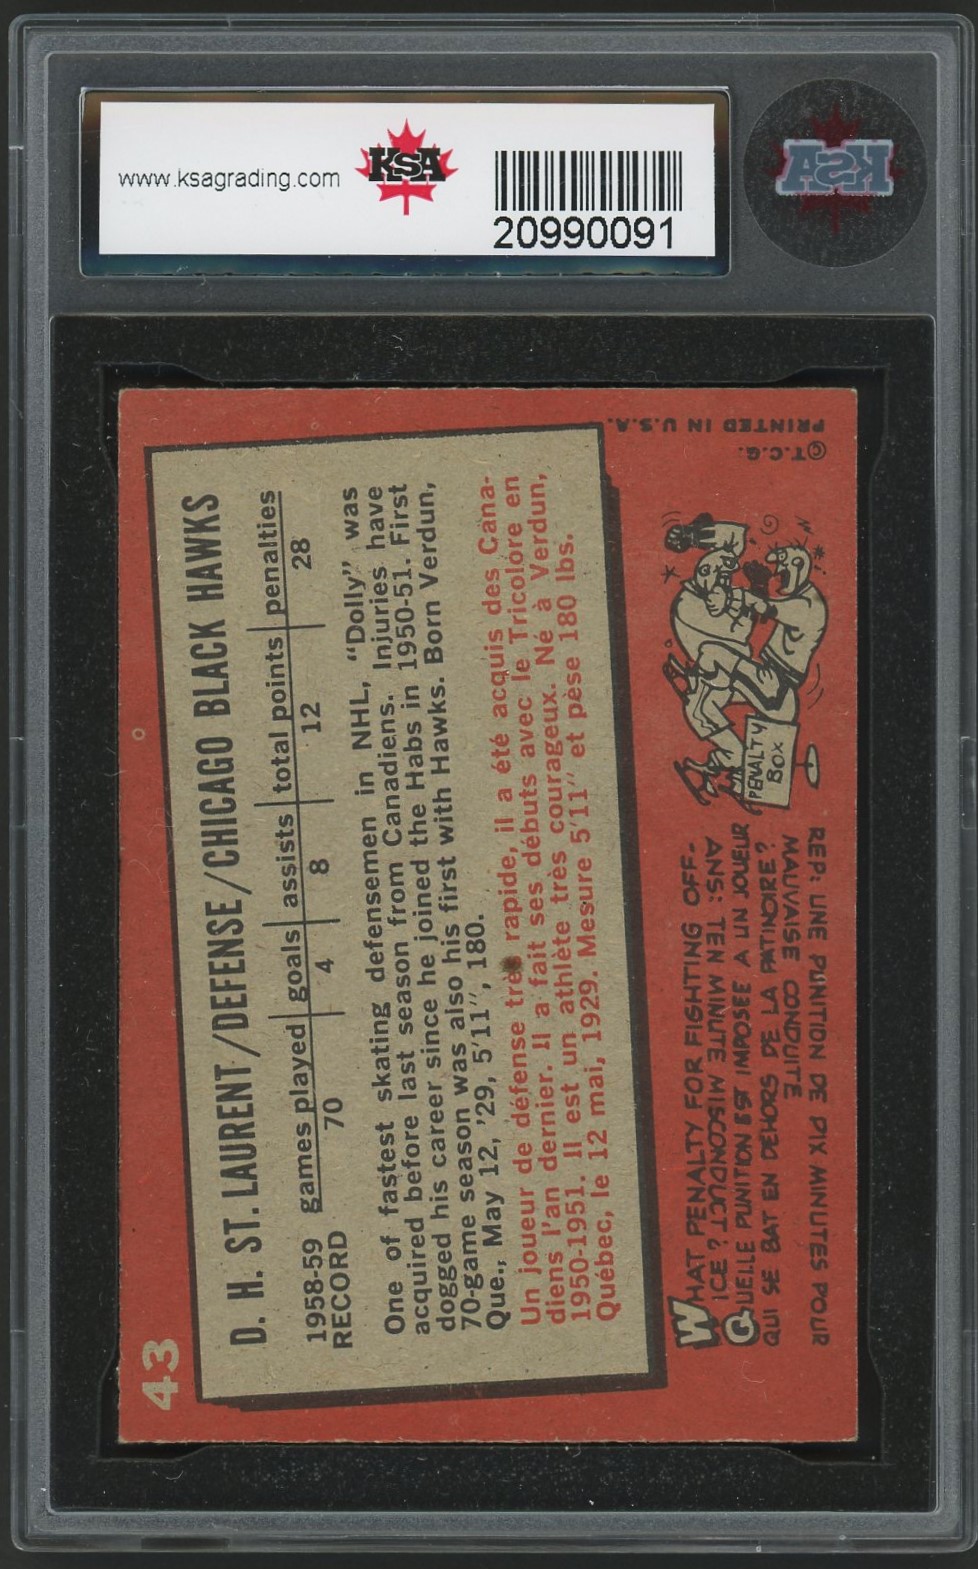 www.ksagrading.com
KSA
20990091
KSA
43
D. H. ST. LAURENT/DEFENSE/CHICAGO BLACK HAWKS
1958-59 games played goals assists total points penalties
RECORD 70 4 8 12 28
One of fastest skating defensemen in NHL, “Dolly” was
acquired before last season from Canadiens. Injuries have
dogged his career since he joined the Habs in 1950-51. First
70-game season was also his first with Hawks. Born Verdun,
Que., May 12, '29, 5'11", 180.
Un joueur de défense très rapide, il a été acquis des Cana-
diens l'an dernier. Il a fait ses débuts avec le Tricolore en
1950-1951. Il est un athlète très courageux. Né à Verdun,
Québec, le 12 mai, 1929. Mesure 5'11" et pèse 180 lbs.
WHAT PENALTY FOR FIGHTING OFF-
ICE?
ANS: TEN MINUTE MISCONDUCT.
QUELLE PUNITION EST IMPOSEE A UN JOUEUR
QUI SE BAT EN DEHORS DE LA PATINOIRE?
REP: UNE PUNITION DE DIX MINUTES POUR
MAUVAISE CONDUITE
PENALTY
BOX
©T.C.G.
PRINTED IN U.S.A.